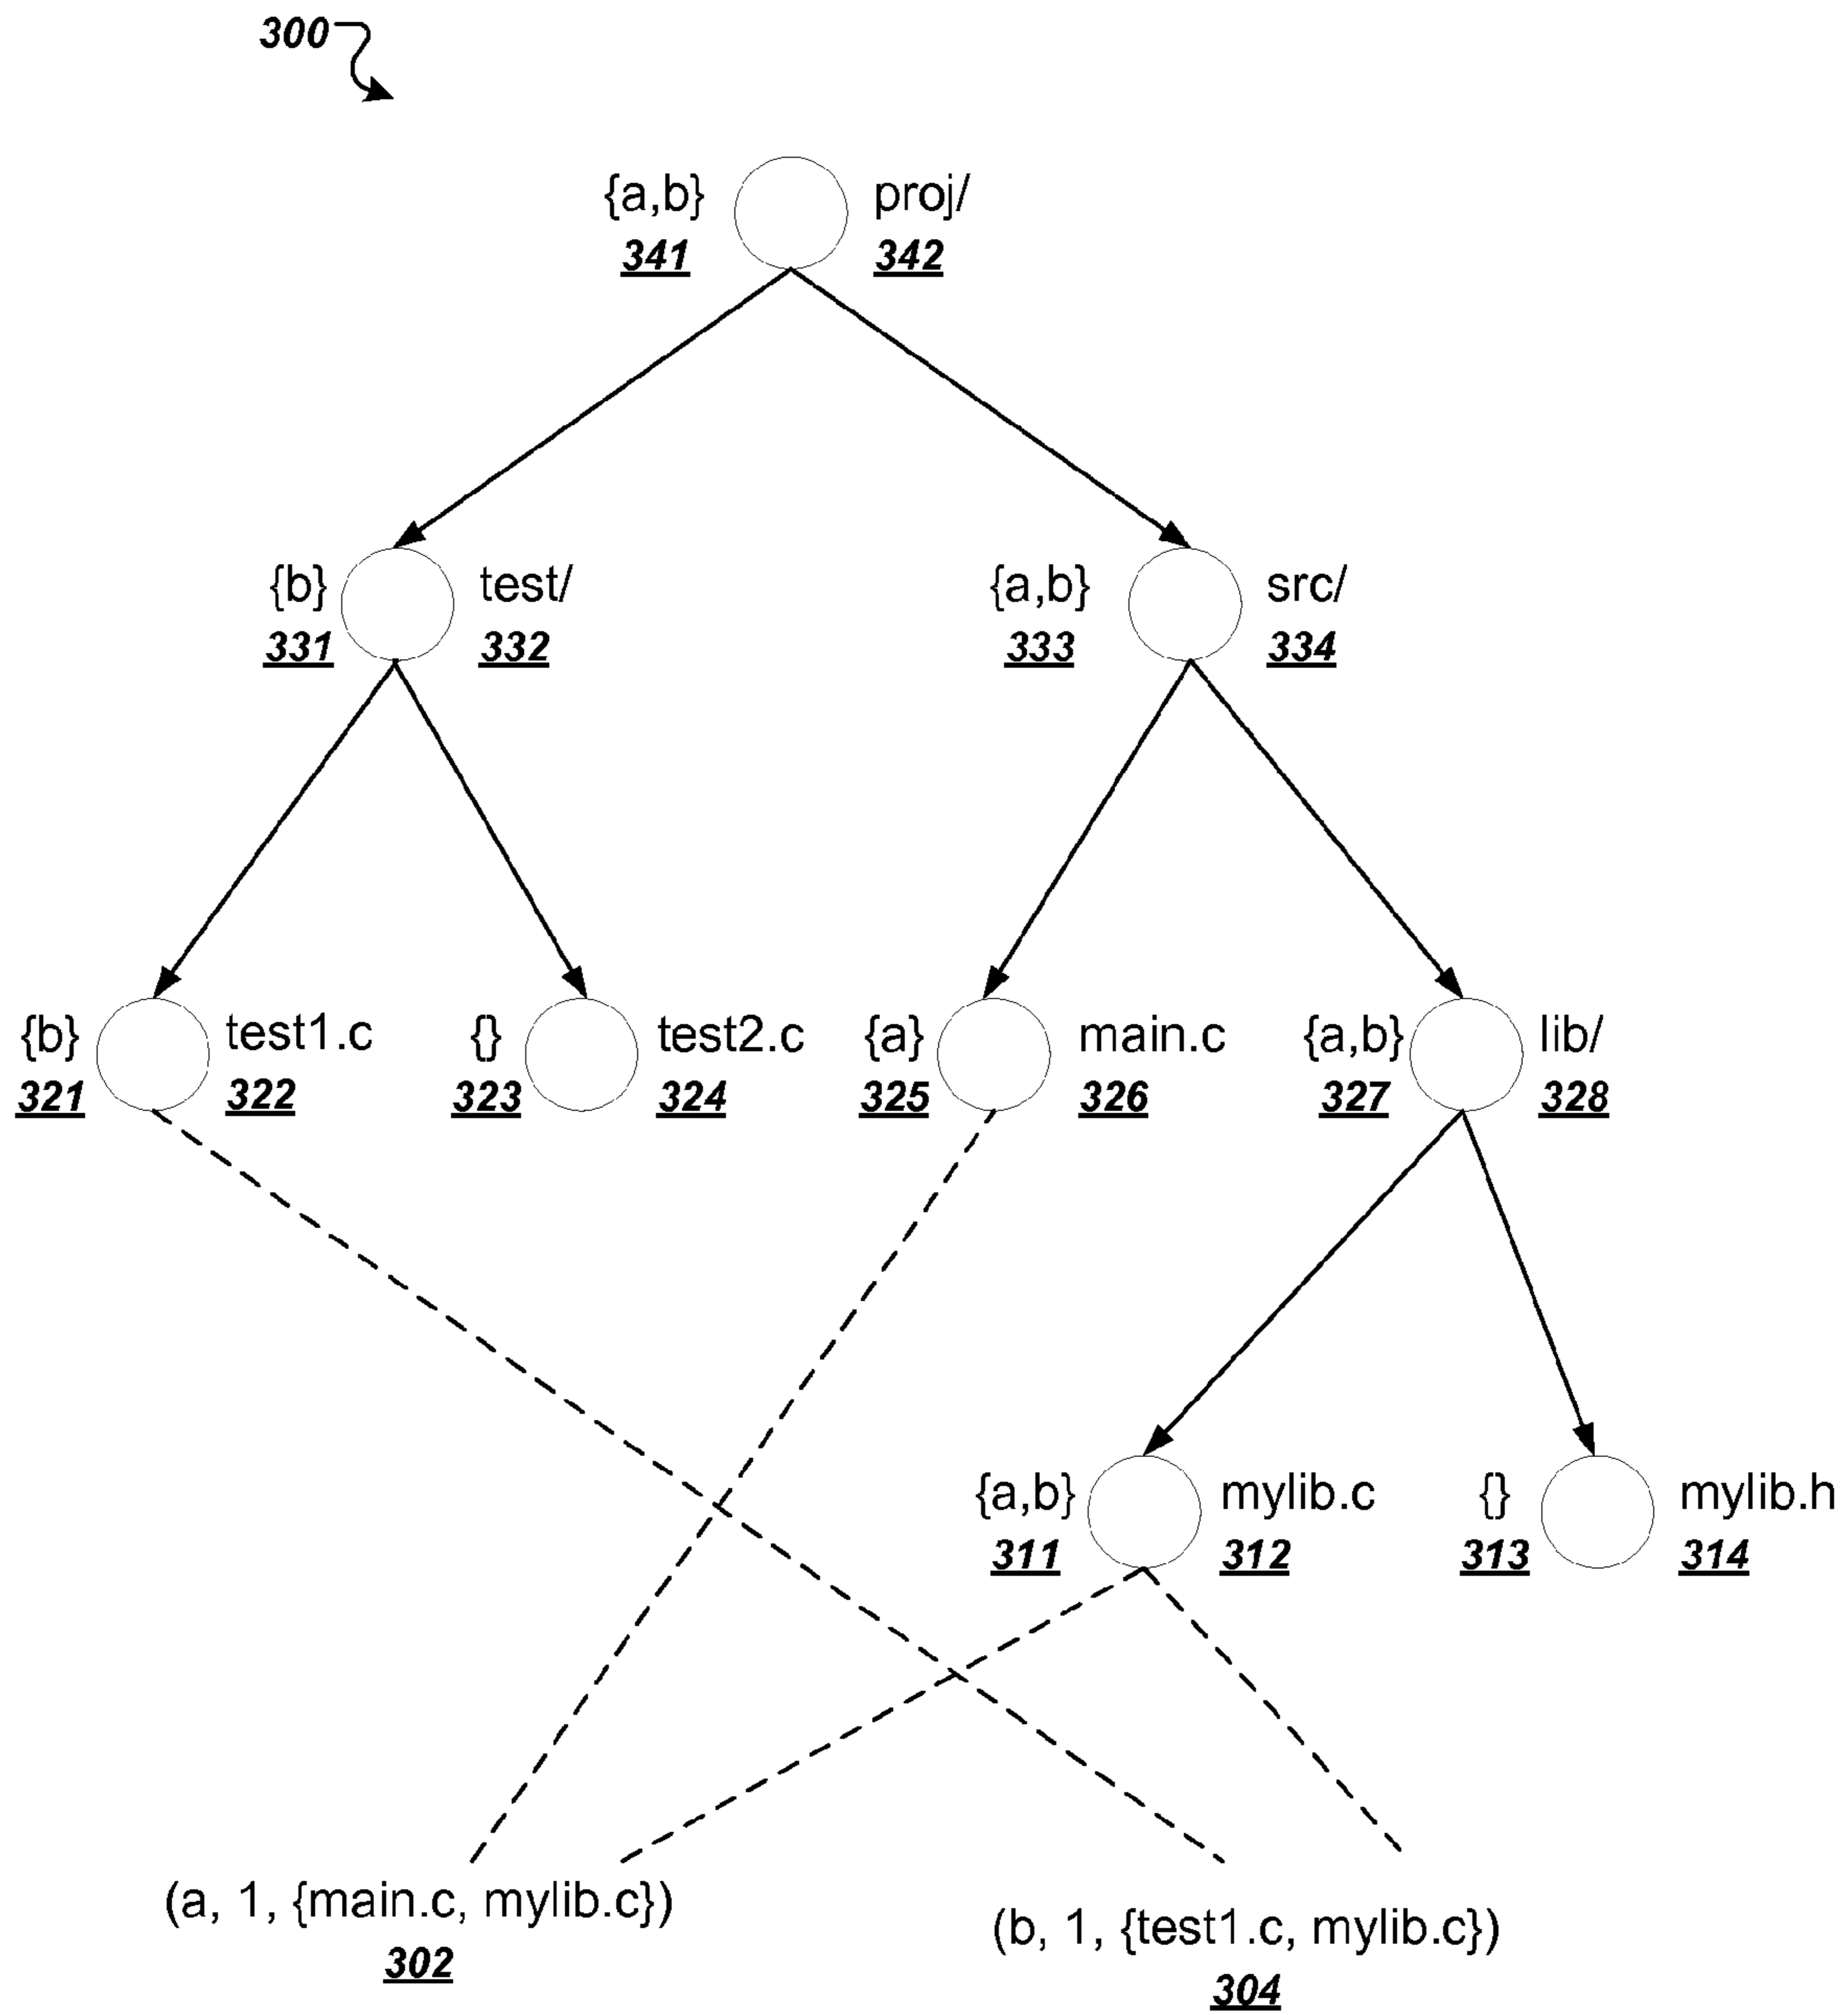 300
{a,b} proj/
341 342
{b} test/ {a,b} src/
331 332 333 334
{b} test1.c {} test2.c {a} main.c {a,b} lib/
321 322 323 324 325 326 327 328
{a,b} mylib.c {} mylib.h
311 312 313 314
(a, 1, {main.c, mylib.c})
302
(b, 1, {test1.c, mylib.c})
304